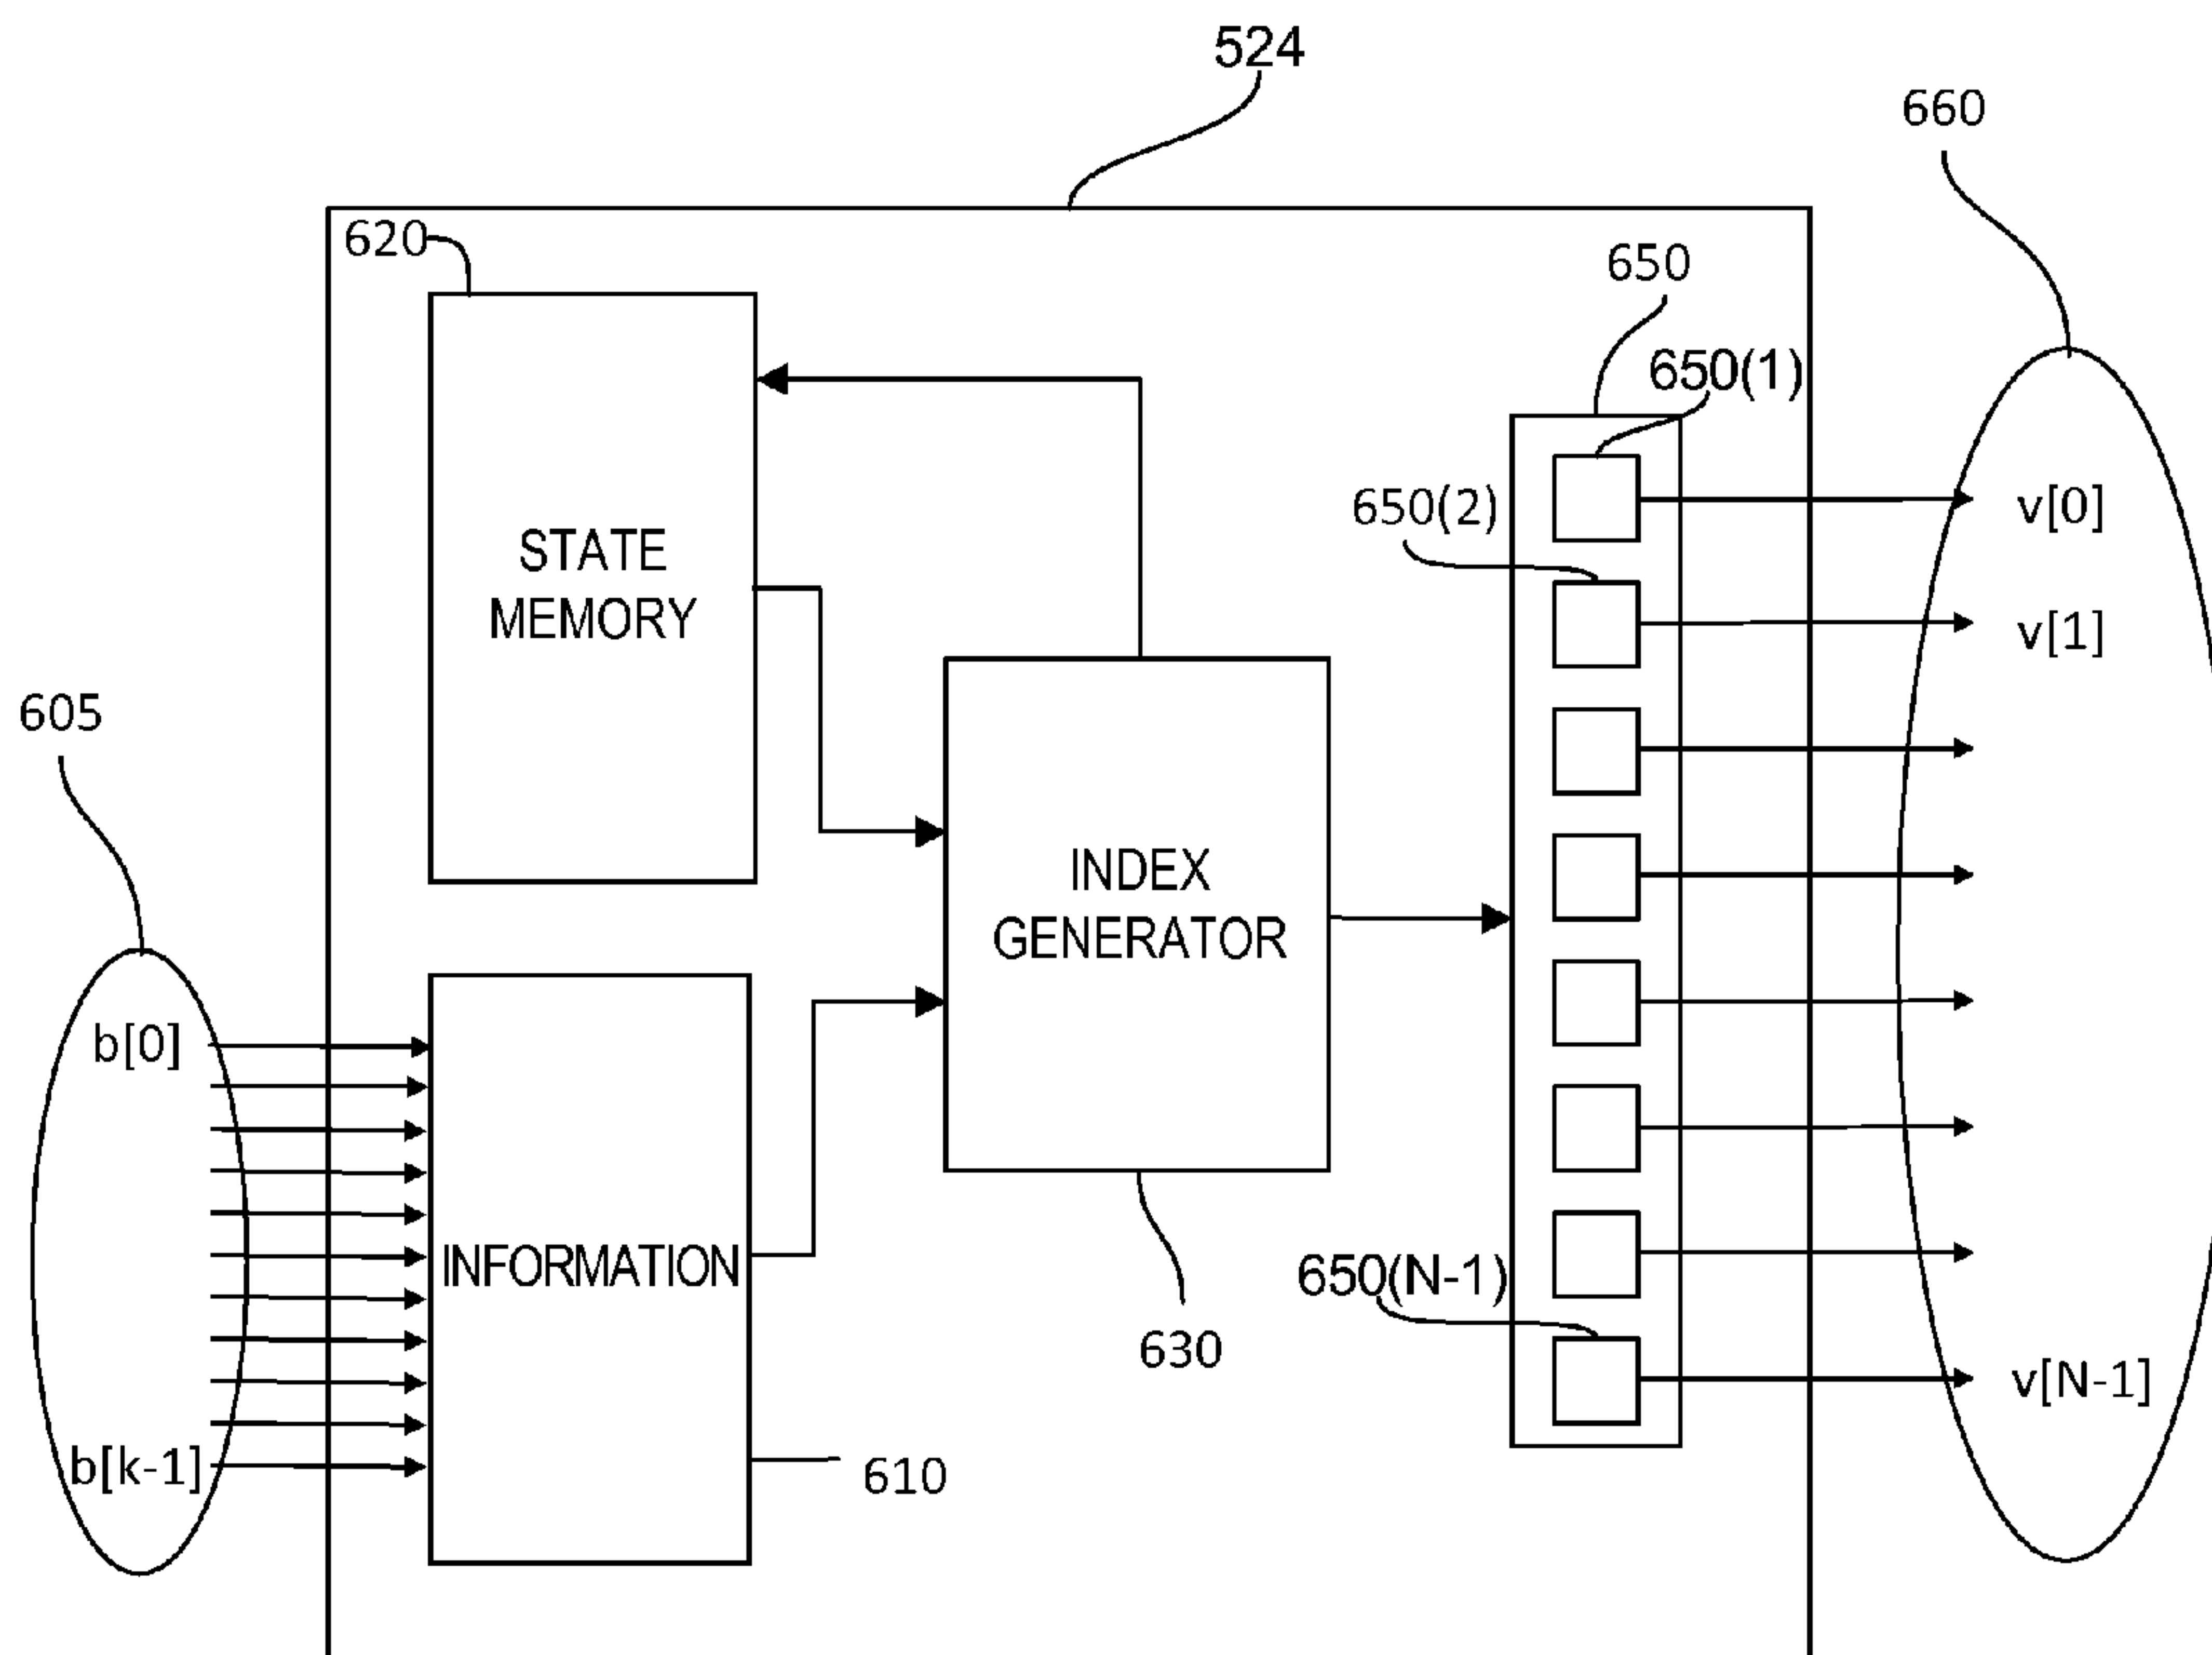 524
660
620
650
650(1)
650(2)
v[0]
STATE
MEMORY
v[1]
605
INDEX
GENERATOR
b[0]
INFORMATION
650(N-1)
630
v[N-1]
b[k-1]
610